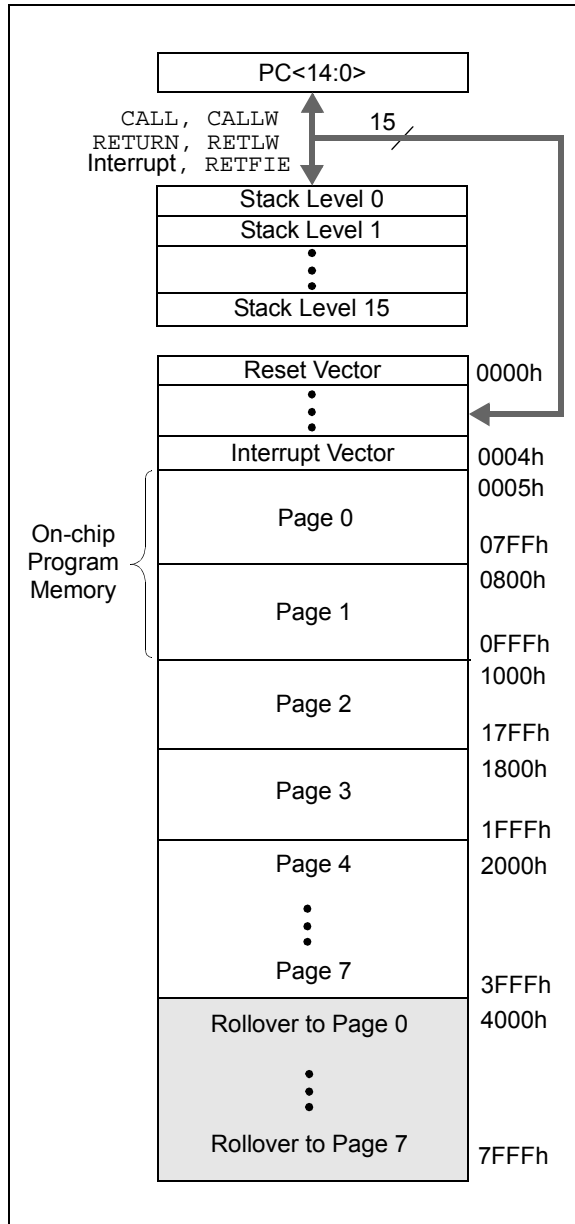 PC<14:0>
CALL, CALLW
15
RETURN, RETLW
Interrupt, RETFIE
Stack Level 0
Stack Level 1
Stack Level 15
Reset Vector
0000h
Interrupt Vector
0004h
0005h
On-chip
Program
Memory
Page 0
07FFh
0800h
Page 1
0FFFh
1000h
Page 2
17FFh
1800h
Page 3
1FFFh
Page 4
2000h
Page 7
3FFFh
Rollover to Page 0
4000h
Rollover to Page 7
7FFFh